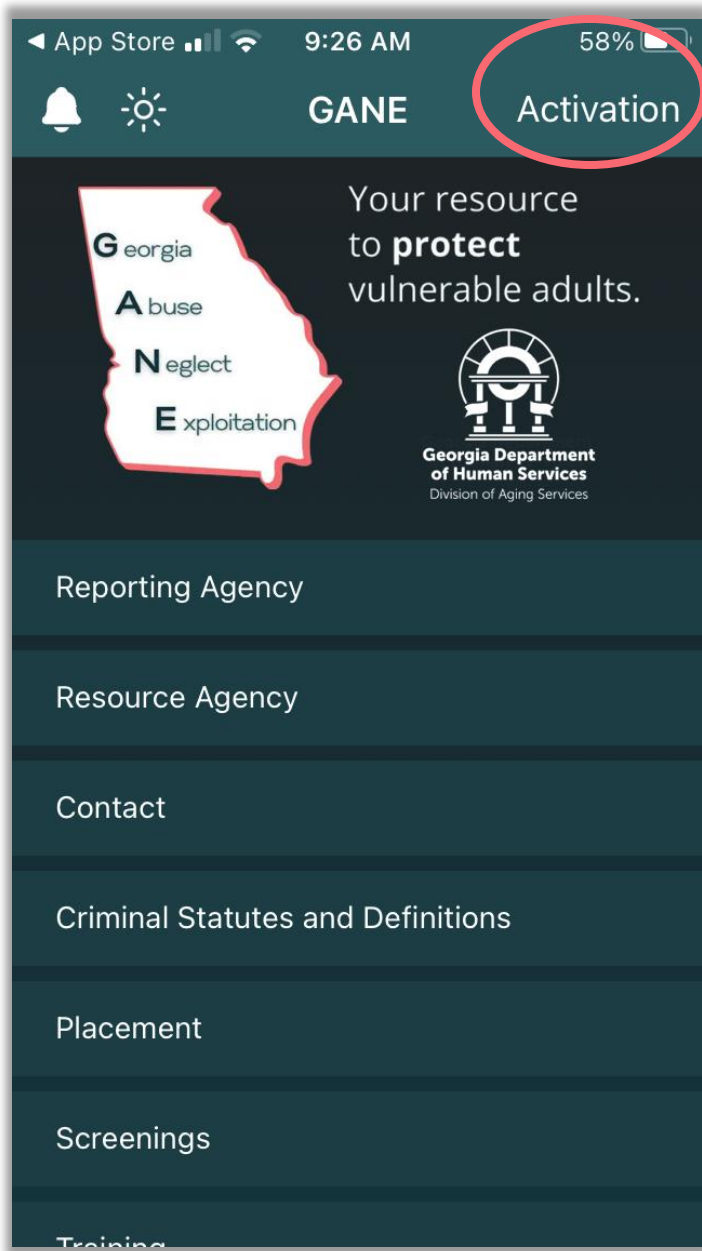 ◄ App Store 9:26 AM 58%
GANE Activation
Georgia
Abuse
Neglect
Exploitation
Your resource
to protect
vulnerable adults.
Georgia Department
of Human Services
Division of Aging Services
Reporting Agency
Resource Agency
Contact
Criminal Statutes and Definitions
Placement
Screenings
Training